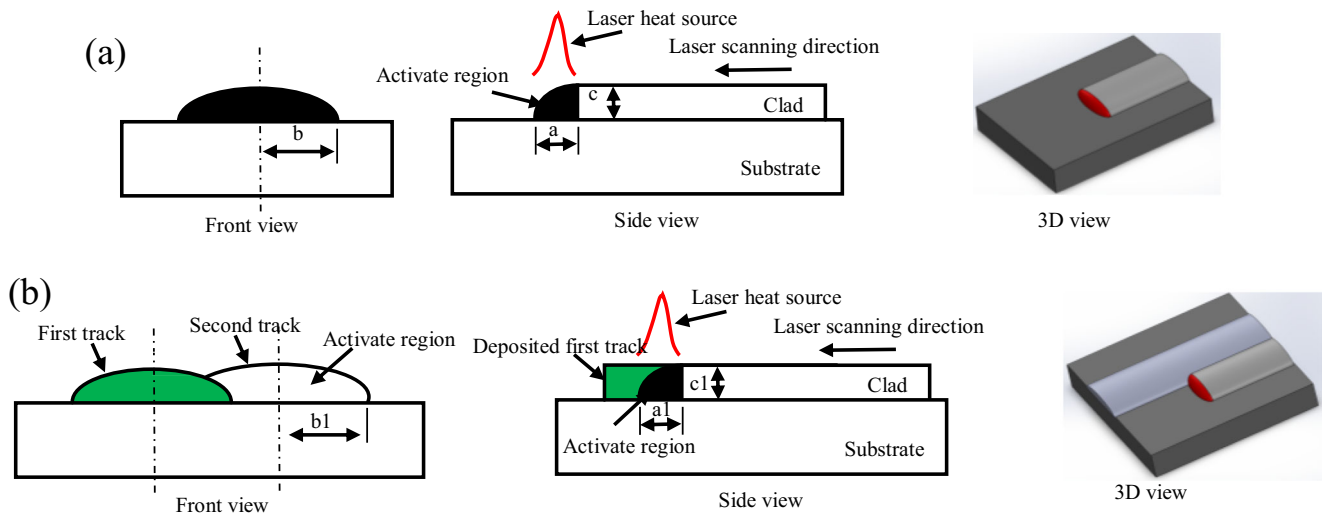 (a)
Laser heat source
Laser scanning direction
Activate region
c
Clad
b
a
Substrate
Front view
Side view
3D view
(b)
First track
Second track
Activate region
Laser heat source
Laser scanning direction
Deposited first track
c1
Clad
b1
a1
Activate region
Substrate
Front view
Side view
3D view